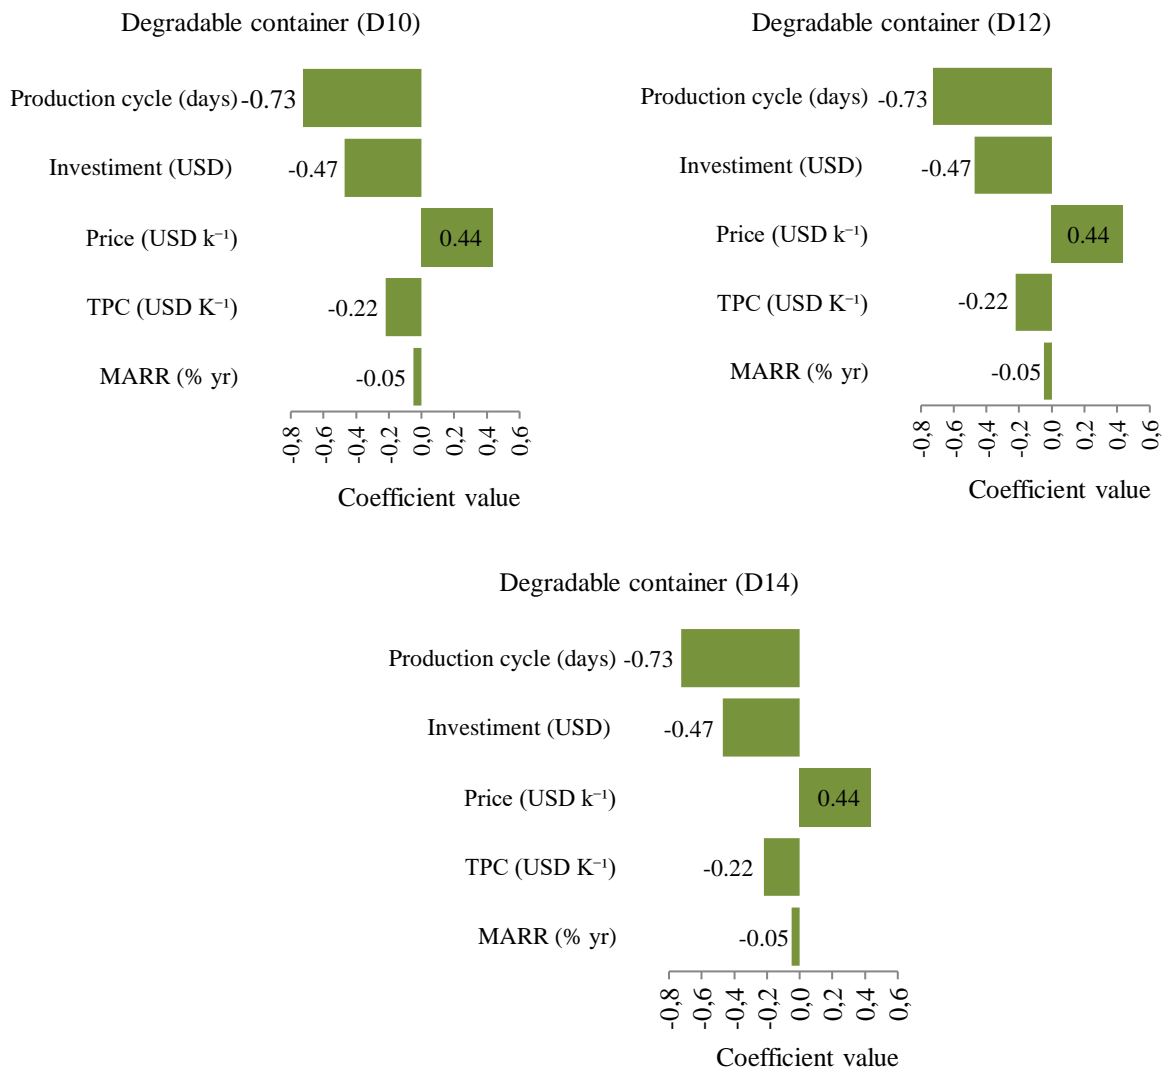 Degradable container (D10)
Production cycle (days) -0.73
Investiment (USD) -0.47
Price (USD k⁻¹) 0.44
TPC (USD K⁻¹) -0.22
MARR (% yr) -0.05
-0,8 -0,6 -0,4 -0,2 0,0 0,2 0,4 0,6
Coefficient value
Degradable container (D12)
Production cycle (days) -0.73
Investiment (USD) -0.47
Price (USD k⁻¹) 0.44
TPC (USD K⁻¹) -0.22
MARR (% yr) -0.05
-0,8 -0,6 -0,4 -0,2 0,0 0,2 0,4 0,6
Coefficient value
Degradable container (D14)
Production cycle (days) -0.73
Investiment (USD) -0.47
Price (USD k⁻¹) 0.44
TPC (USD K⁻¹) -0.22
MARR (% yr) -0.05
-0,8 -0,6 -0,4 -0,2 0,0 0,2 0,4 0,6
Coefficient value